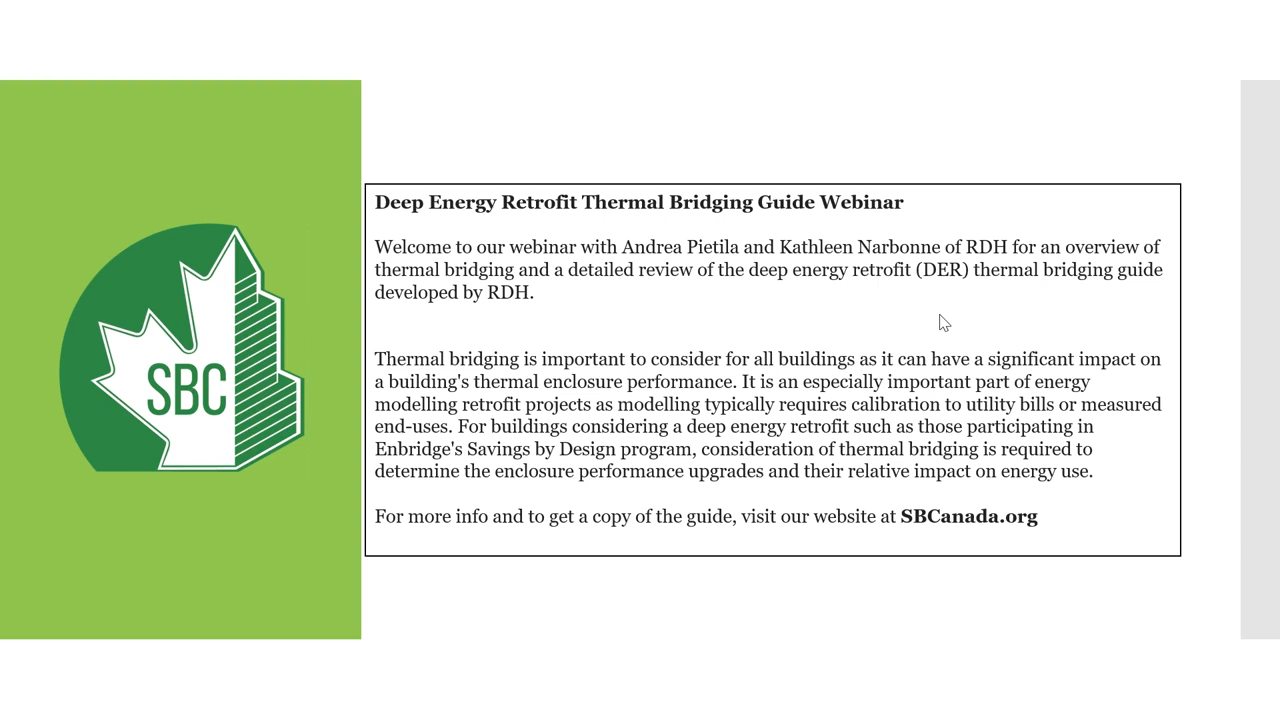 SBC
Deep Energy Retrofit Thermal Bridging Guide Webinar
Welcome to our webinar with Andrea Pietila and Kathleen Narbonne of RDH for an overview of
thermal bridging and a detailed review of the deep energy retrofit (DER) thermal bridging guide
developed by RDH.
Thermal bridging is important to consider for all buildings as it can have a significant impact on
a building's thermal enclosure performance. It is an especially important part of energy
modelling retrofit projects as modelling typically requires calibration to utility bills or measured
end-uses. For buildings considering a deep energy retrofit such as those participating in
Enbridge's Savings by Design program, consideration of thermal bridging is required to
determine the enclosure performance upgrades and their relative impact on energy use.
For more info and to get a copy of the guide, visit our website at SBCanada.org